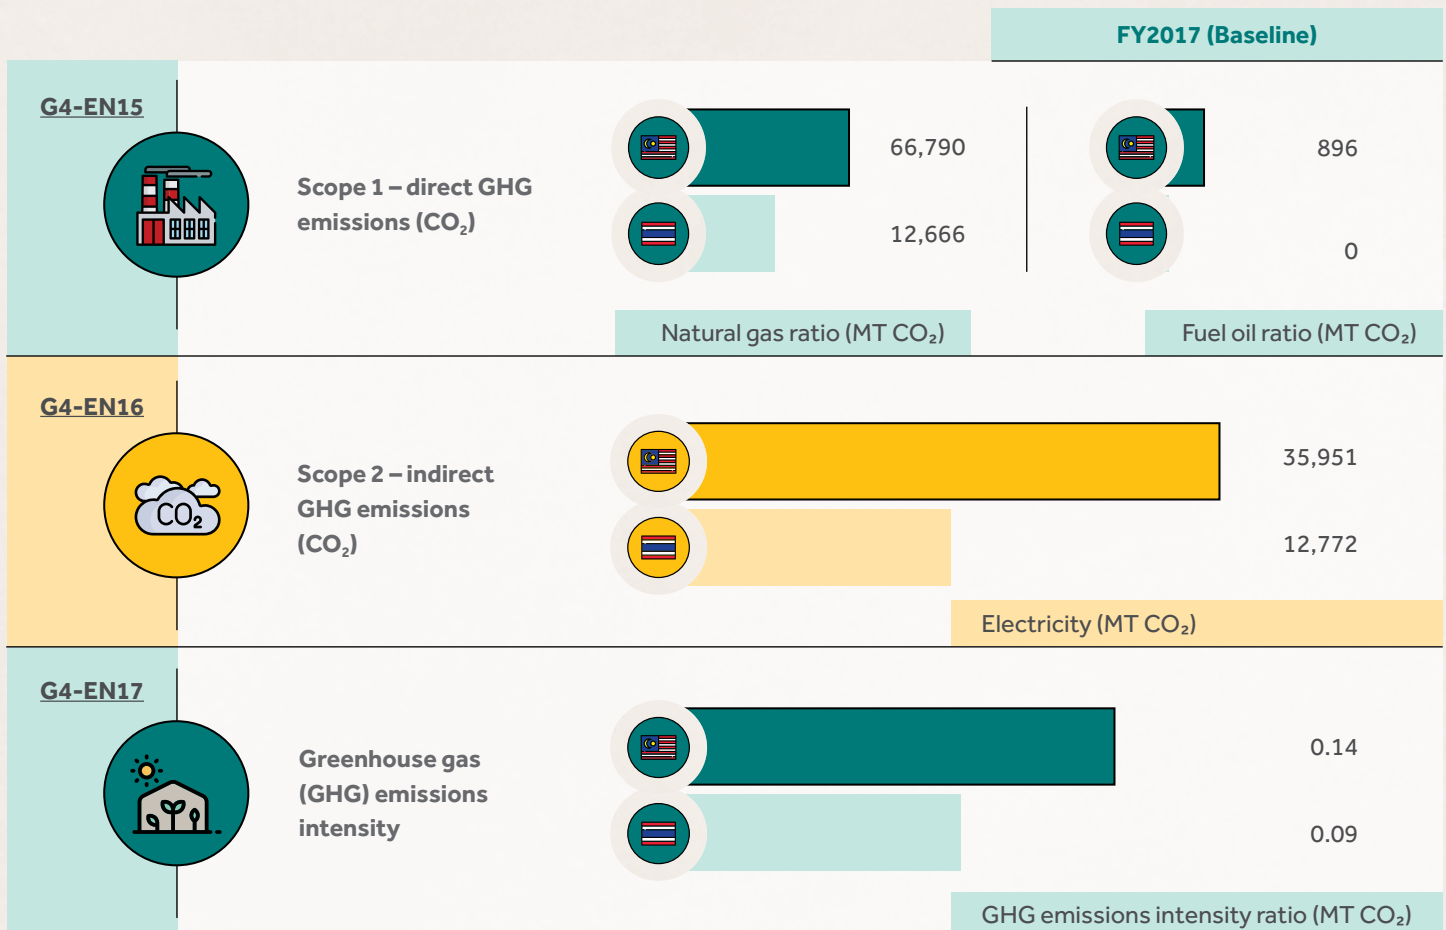 FY2017 (Baseline)
G4-EN15
Scope 1 – direct GHG
emissions (CO₂)
66,790
12,666
896
0
Natural gas ratio (MT CO₂)
Fuel oil ratio (MT CO₂)
G4-EN16
CO₂
Scope 2 – indirect
GHG emissions
(CO₂)
35,951
12,772
Electricity (MT CO₂)
G4-EN17
Greenhouse gas
(GHG) emissions
intensity
0.14
0.09
GHG emissions intensity ratio (MT CO₂)